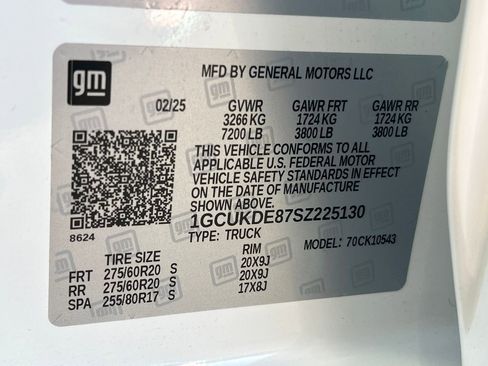 gm
MFD BY GENERAL MOTORS LLC
02/25 GVWR GAWR FRT GAWR RR
3266 KG 1724 KG 1724 KG
7200 LB 3800 LB 3800 LB
THIS VEHICLE CONFORMS TO ALL
APPLICABLE U.S. FEDERAL MOTOR
VEHICLE SAFETY STANDARDS IN
EFFECT ON THE DATE OF
MANUFACTURE SHOWN ABOVE.
1GCUKDE87SZ225130
8624 TYPE: TRUCK MODEL: 70CK10543
TIRE SIZE RIM
FRT 275/60R20 S 20X9J
RR 275/60R20 S 20X9J
SPA 255/80R17 S 17X8J